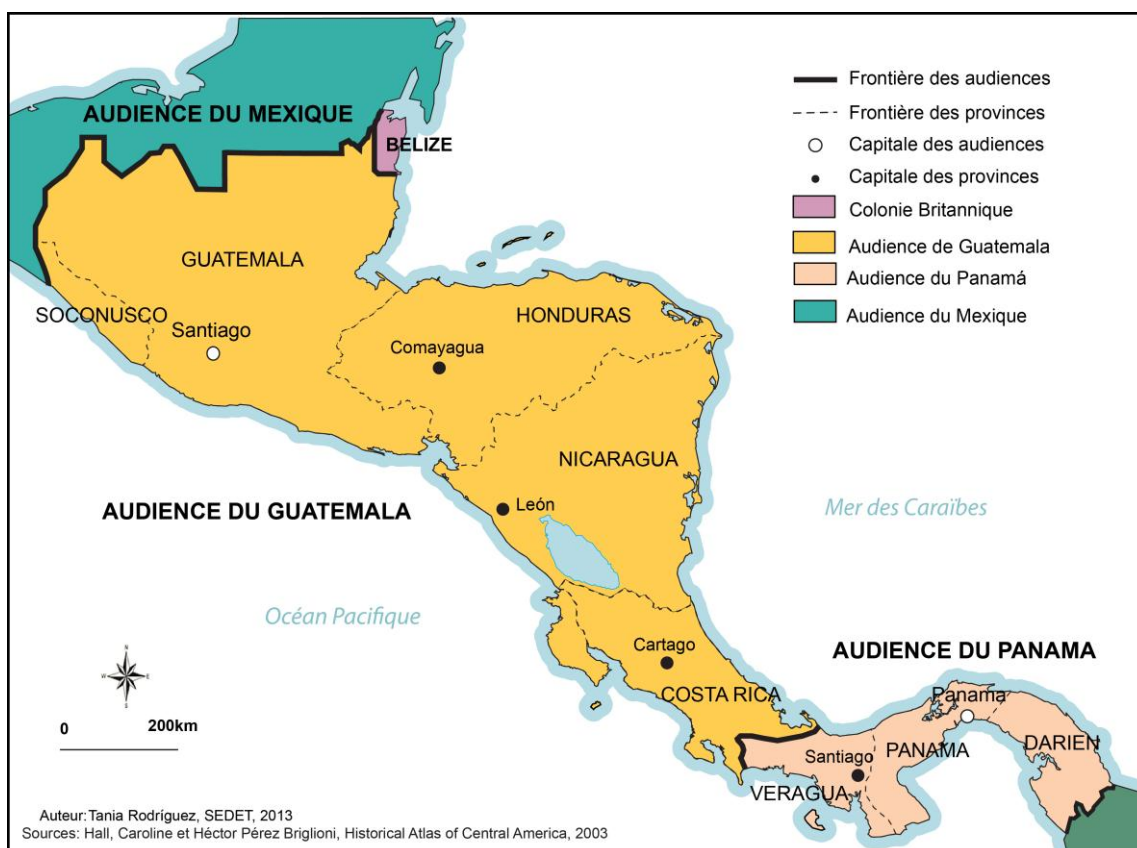 AUDIENCE DU MEXIQUE
BELIZE
GUATEMALA
SOCONUSCO
Santiago
HONDURAS
Comayagua
NICARAGUA
León
AUDIENCE DU GUATEMALA
Mer des Caraïbes
Océan Pacifique
Cartago
COSTA RICA
AUDIENCE DU PANAMA
Panama
PANAMA
DARIEN
Santiago
VERAGUA
Frontière des audiences
Frontière des provinces
Capitale des audiences
Capitale des provinces
Colonie Britannique
Audience de Guatemala
Audience du Panamá
Audience du Mexique
N
W
E
S
0 200km
Auteur:Tania Rodríguez, SEDET, 2013
Sources: Hall, Caroline et Héctor Pérez Briglioni, Historical Atlas of Central America, 2003